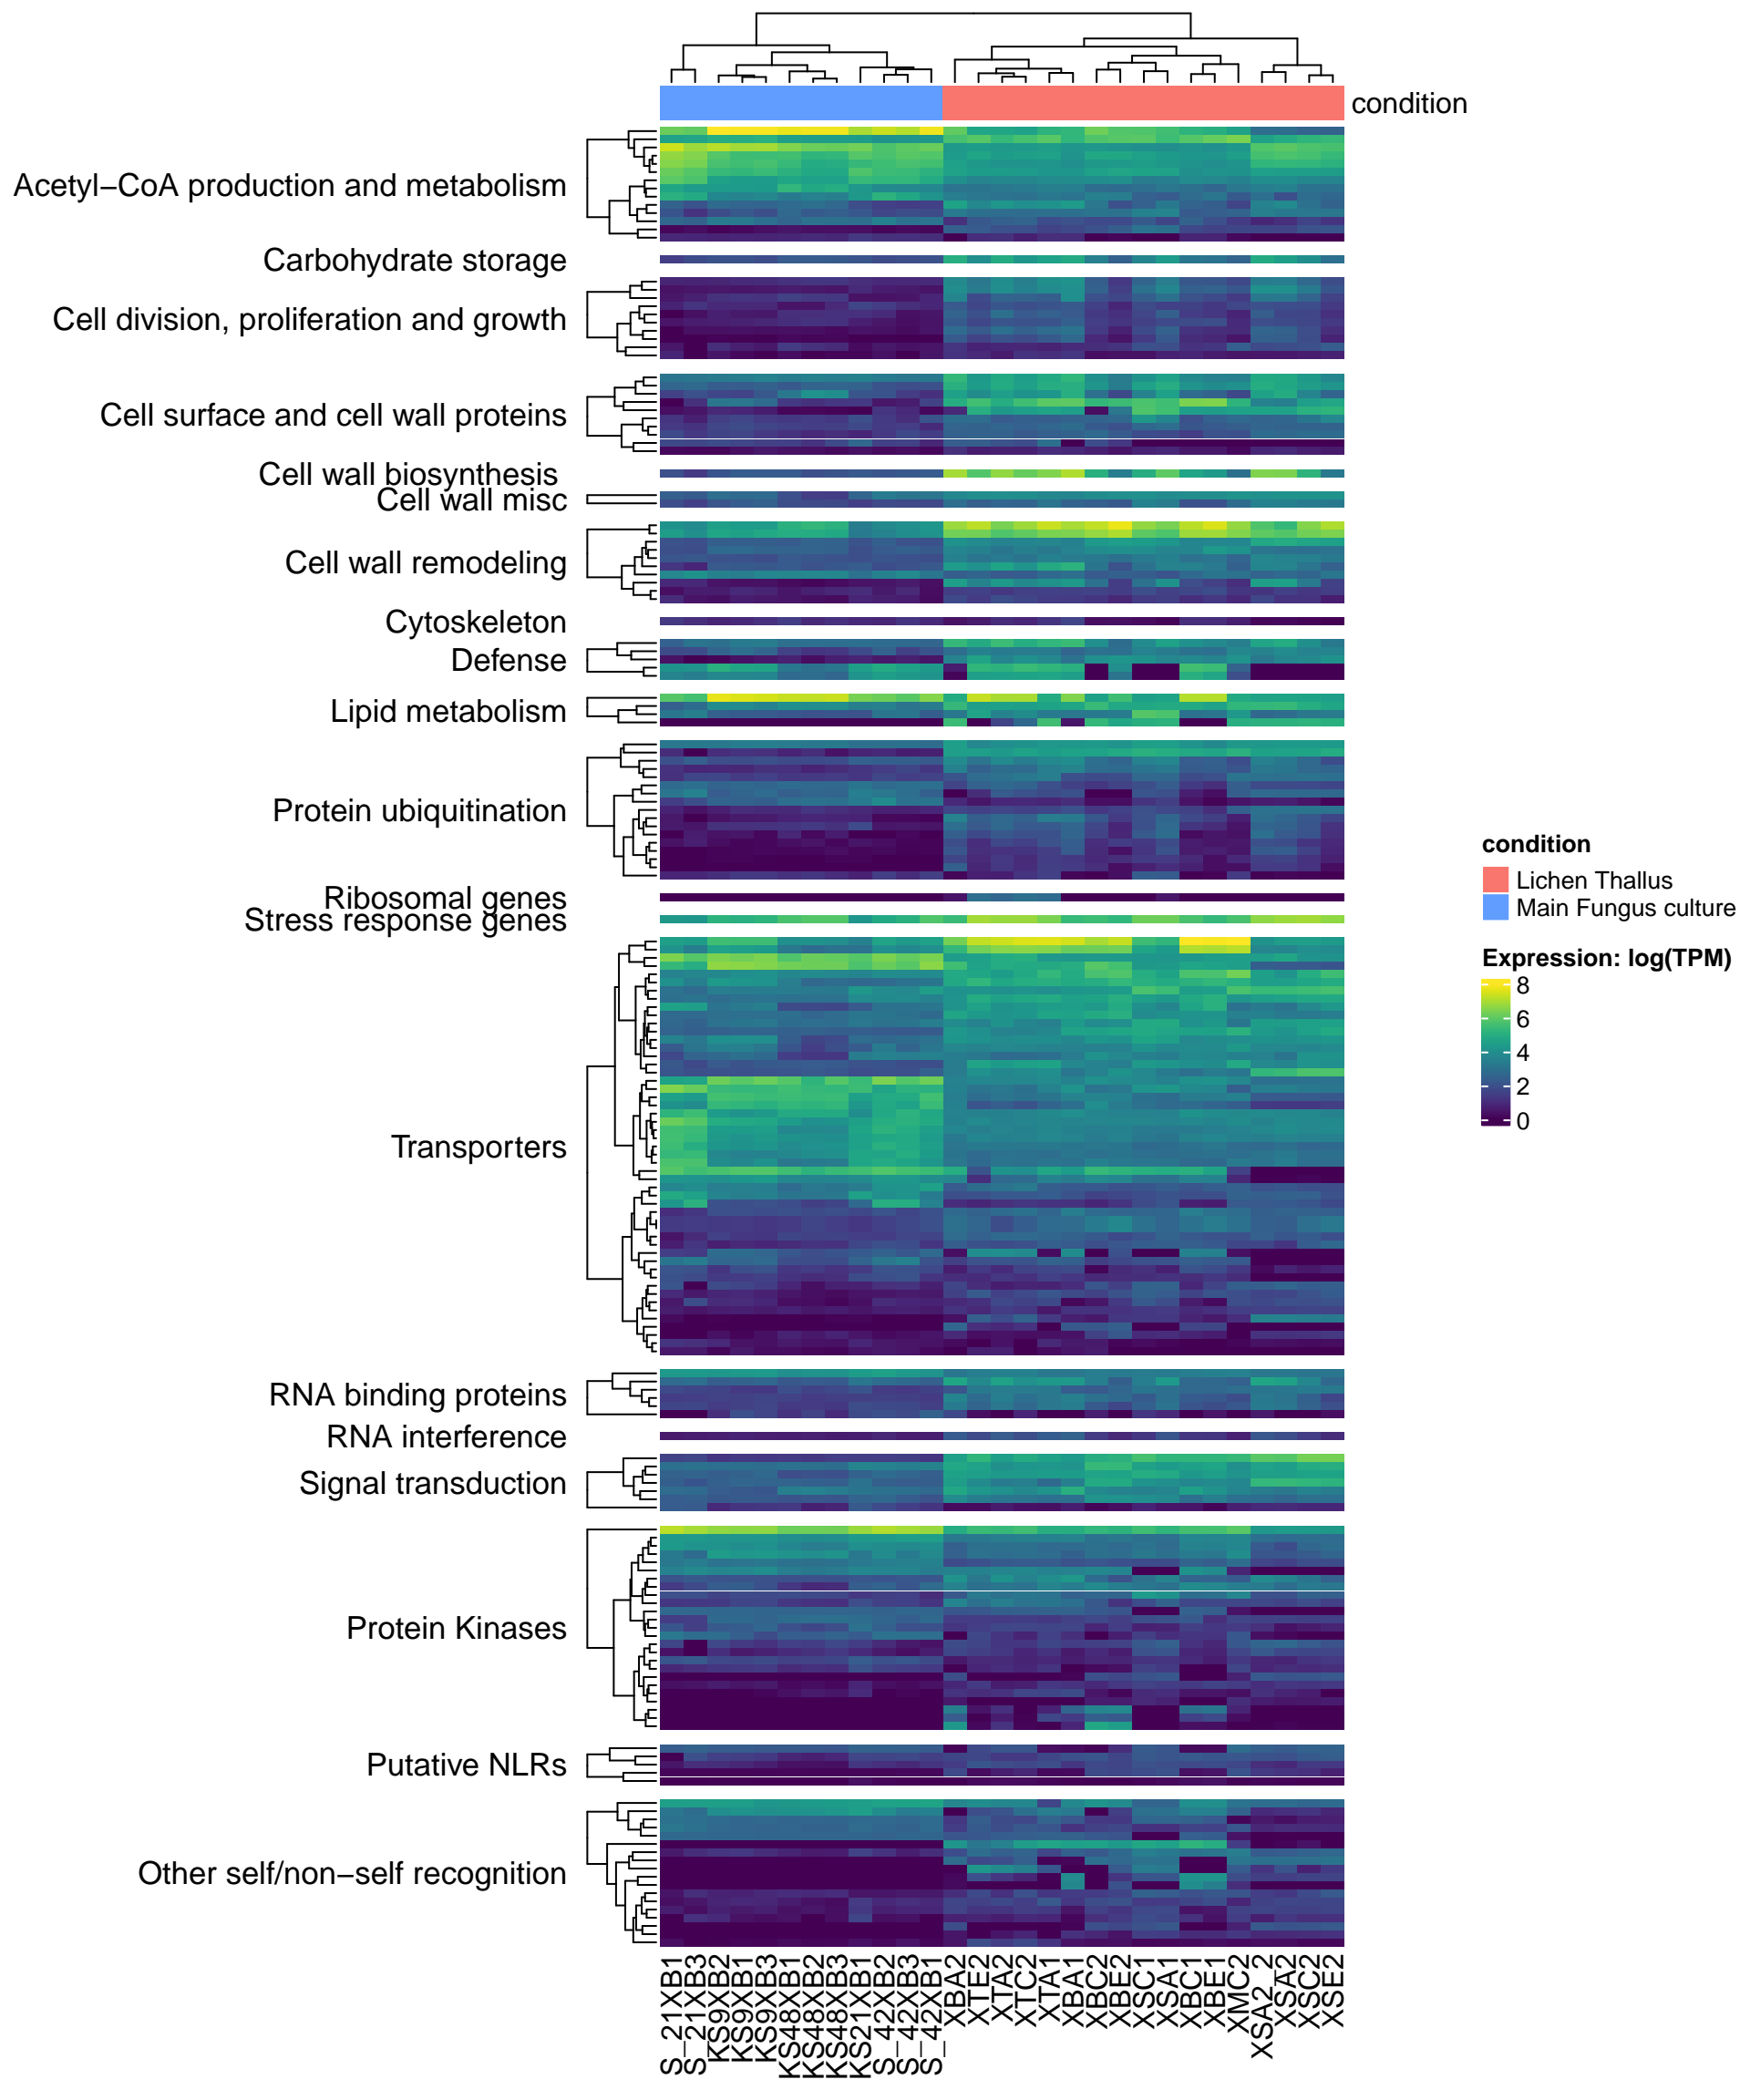 condition
Acetyl−CoA production and metabolism
Carbohydrate storage
Cell division, proliferation and growth
Cell surface and cell wall proteins
Cell wall biosynthesis
Cell wall misc
Cell wall remodeling
Cytoskeleton
Defense
Lipid metabolism
Protein ubiquitination
Ribosomal genes
Stress response genes
Transporters
RNA binding proteins
RNA interference
Signal transduction
Protein Kinases
Putative NLRs
Other self/non−self recognition
S_21XB1
S_21XB3
KS9XB2
KS9XB1
KS9XB3
KS48XB1
KS48XB2
KS48XB3
KS21XB1
S_42XB2
S_42XB3
S_42XB1
XBA2
XTE2
XTA2
XTC2
XTA1
XBA1
XBC2
XBE2
XSC1
XSA1
XBC1
XBE1
XMC2
XSA2_2
XSA2
XSC2
XSE2
condition
Lichen Thallus
Main Fungus culture
Expression: log(TPM)
8
6
4
2
0